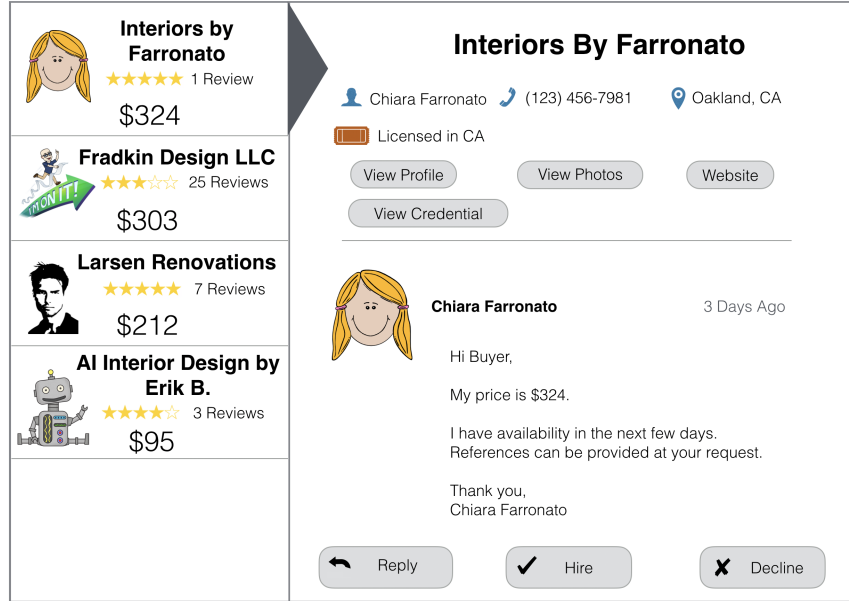 Interiors by
Farronato
1 Review
$324
Fradkin Design LLC
I'M ON IT!
25 Reviews
$303
Larsen Renovations
7 Reviews
$212
AI Interior Design by
Erik B.
3 Reviews
$95
Interiors By Farronato
Chiara Farronato
(123) 456-7981
Oakland, CA
Licensed in CA
View Profile
View Photos
Website
View Credential
Chiara Farronato
3 Days Ago
Hi Buyer,
My price is $324.
I have availability in the next few days.
References can be provided at your request.
Thank you,
Chiara Farronato
Reply
Hire
Decline